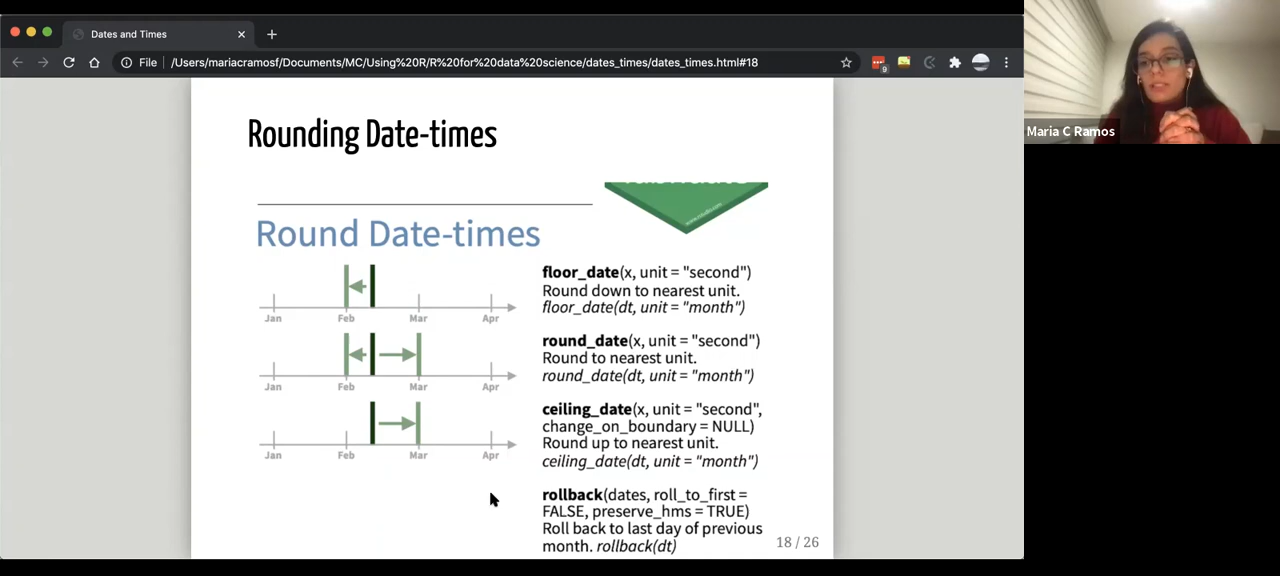 Dates and Times
File
/Users/mariacramosf/Documents/MC/Using%20R/R%20for%20data%20science/dates_times/dates_times.html#18
9
Maria C Ramos
Rounding Date-times
Round Date-times
Jan Feb Mar Apr
floor_date(x, unit = "second")
Round down to nearest unit.
floor_date(dt, unit = "month")
Jan Feb Mar Apr
round_date(x, unit = "second")
Round to nearest unit.
round_date(dt, unit = "month")
Jan Feb Mar Apr
ceiling_date(x, unit = "second",
change_on_boundary = NULL)
Round up to nearest unit.
ceiling_date(dt, unit = "month")
rollback(dates, roll_to_first =
FALSE, preserve_hms = TRUE)
Roll back to last day of previous
month. rollback(dt)
18 / 26